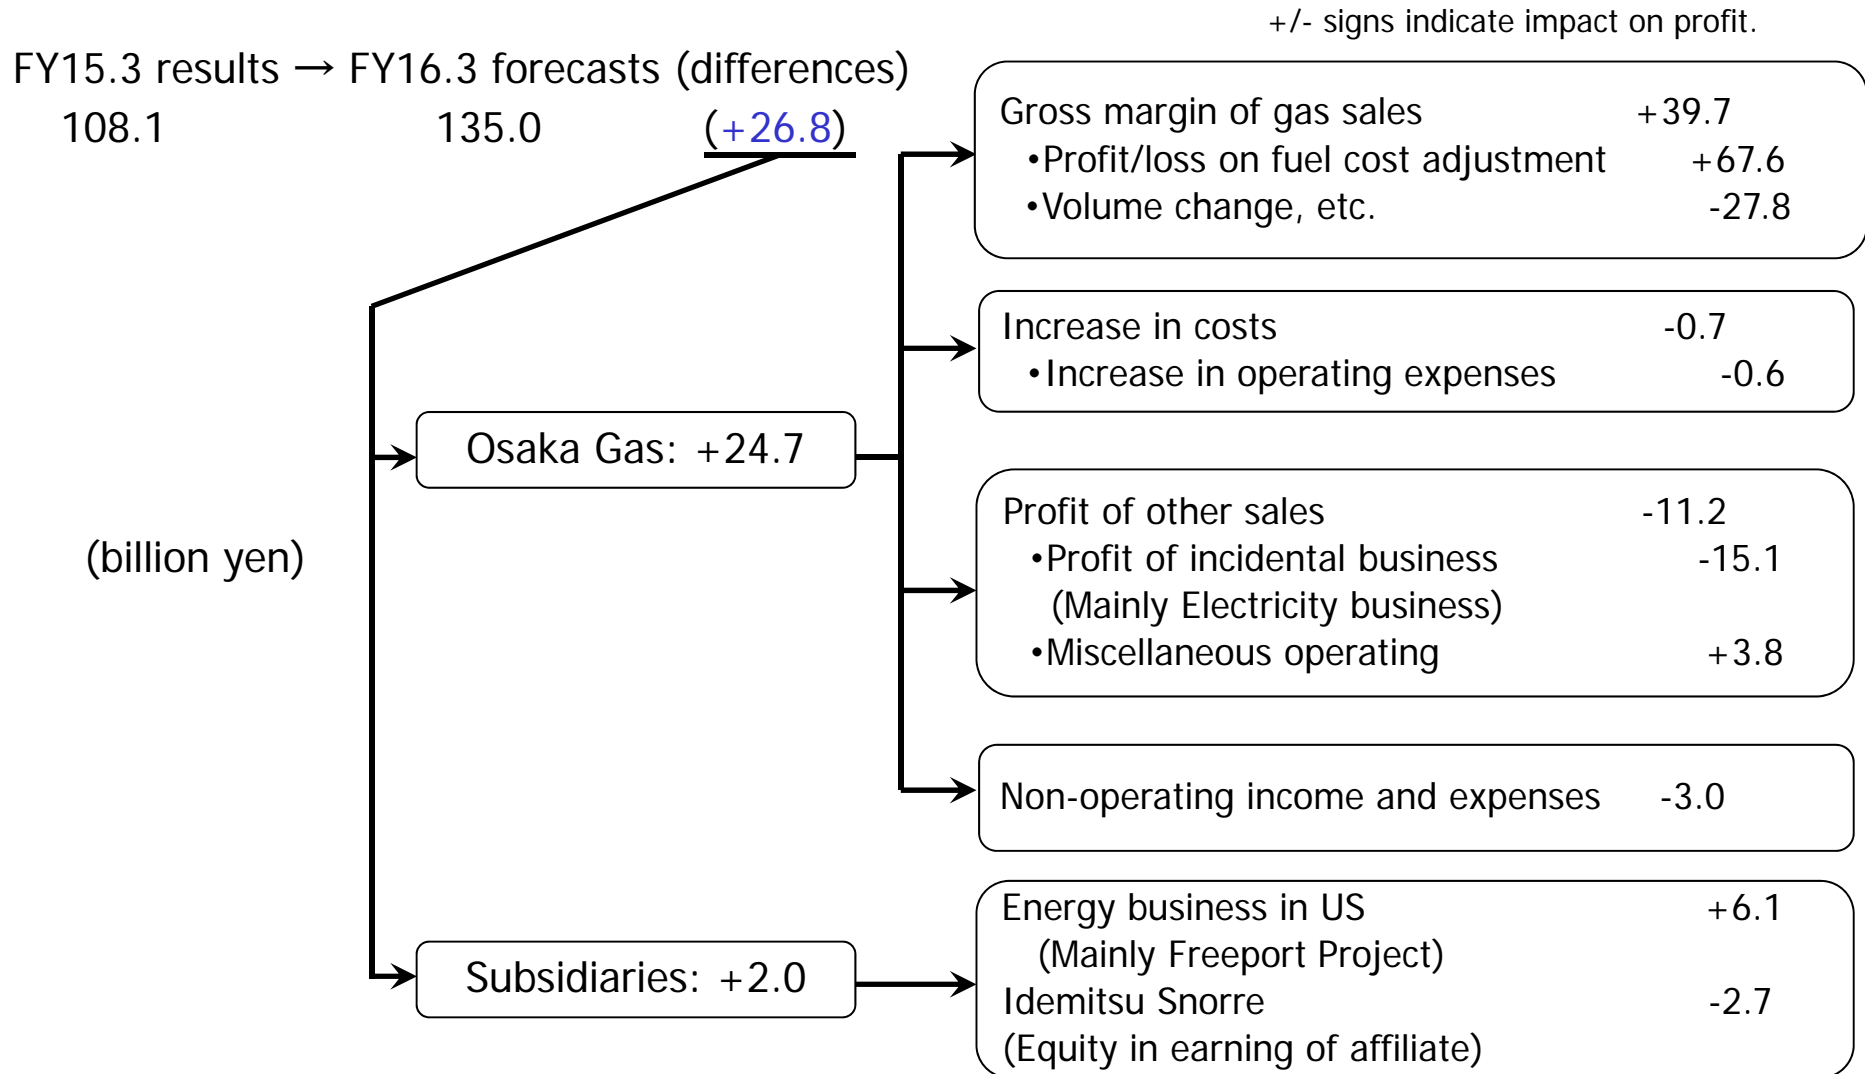 +/- signs indicate impact on profit.
FY15.3 results → FY16.3 forecasts (differences)
108.1 135.0 (+26.8)
(billion yen)
Osaka Gas: +24.7
Gross margin of gas sales +39.7
•Profit/loss on fuel cost adjustment +67.6
•Volume change, etc. -27.8
Increase in costs -0.7
•Increase in operating expenses -0.6
Profit of other sales -11.2
•Profit of incidental business -15.1
(Mainly Electricity business)
•Miscellaneous operating +3.8
Non-operating income and expenses -3.0
Subsidiaries: +2.0
Energy business in US +6.1
(Mainly Freeport Project)
Idemitsu Snorre -2.7
(Equity in earning of affiliate)